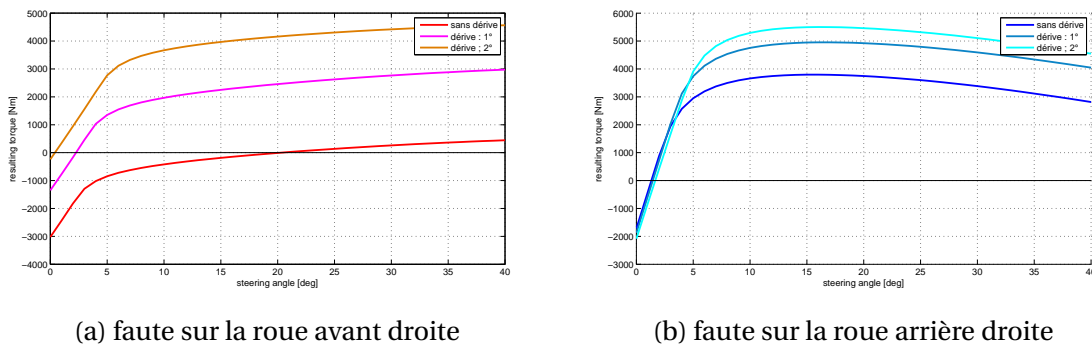 5000
4000
3000
2000
1000
0
−1000
−2000
−3000
−4000
0 5 10 15 20 25 30 35 40
resulting torque [Nm]
steering angle [deg]
sans dérive
dérive : 1°
dérive : 2°
(a) faute sur la roue avant droite
6000
5000
4000
3000
2000
1000
0
−1000
−2000
−3000
0 5 10 15 20 25 30 35 40
resulting torque [Nm]
steering angle [deg]
sans dérive
dérive : 1°
dérive : 2°
(b) faute sur la roue arrière droite